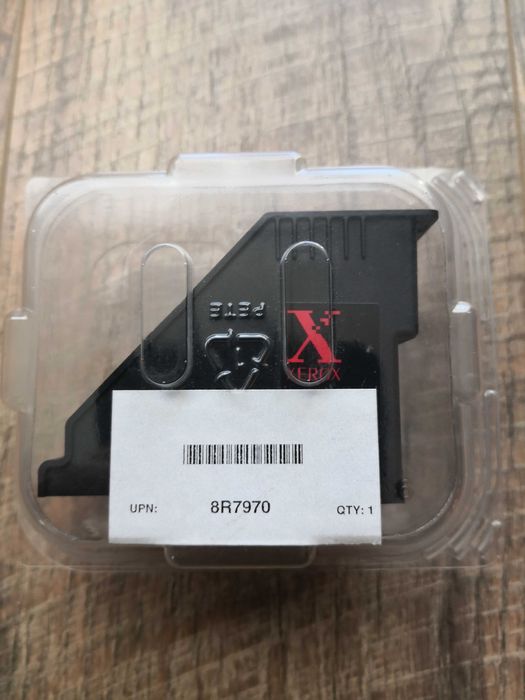 PETE
X
XEROX
UPN: 8R7970 QTY: 1